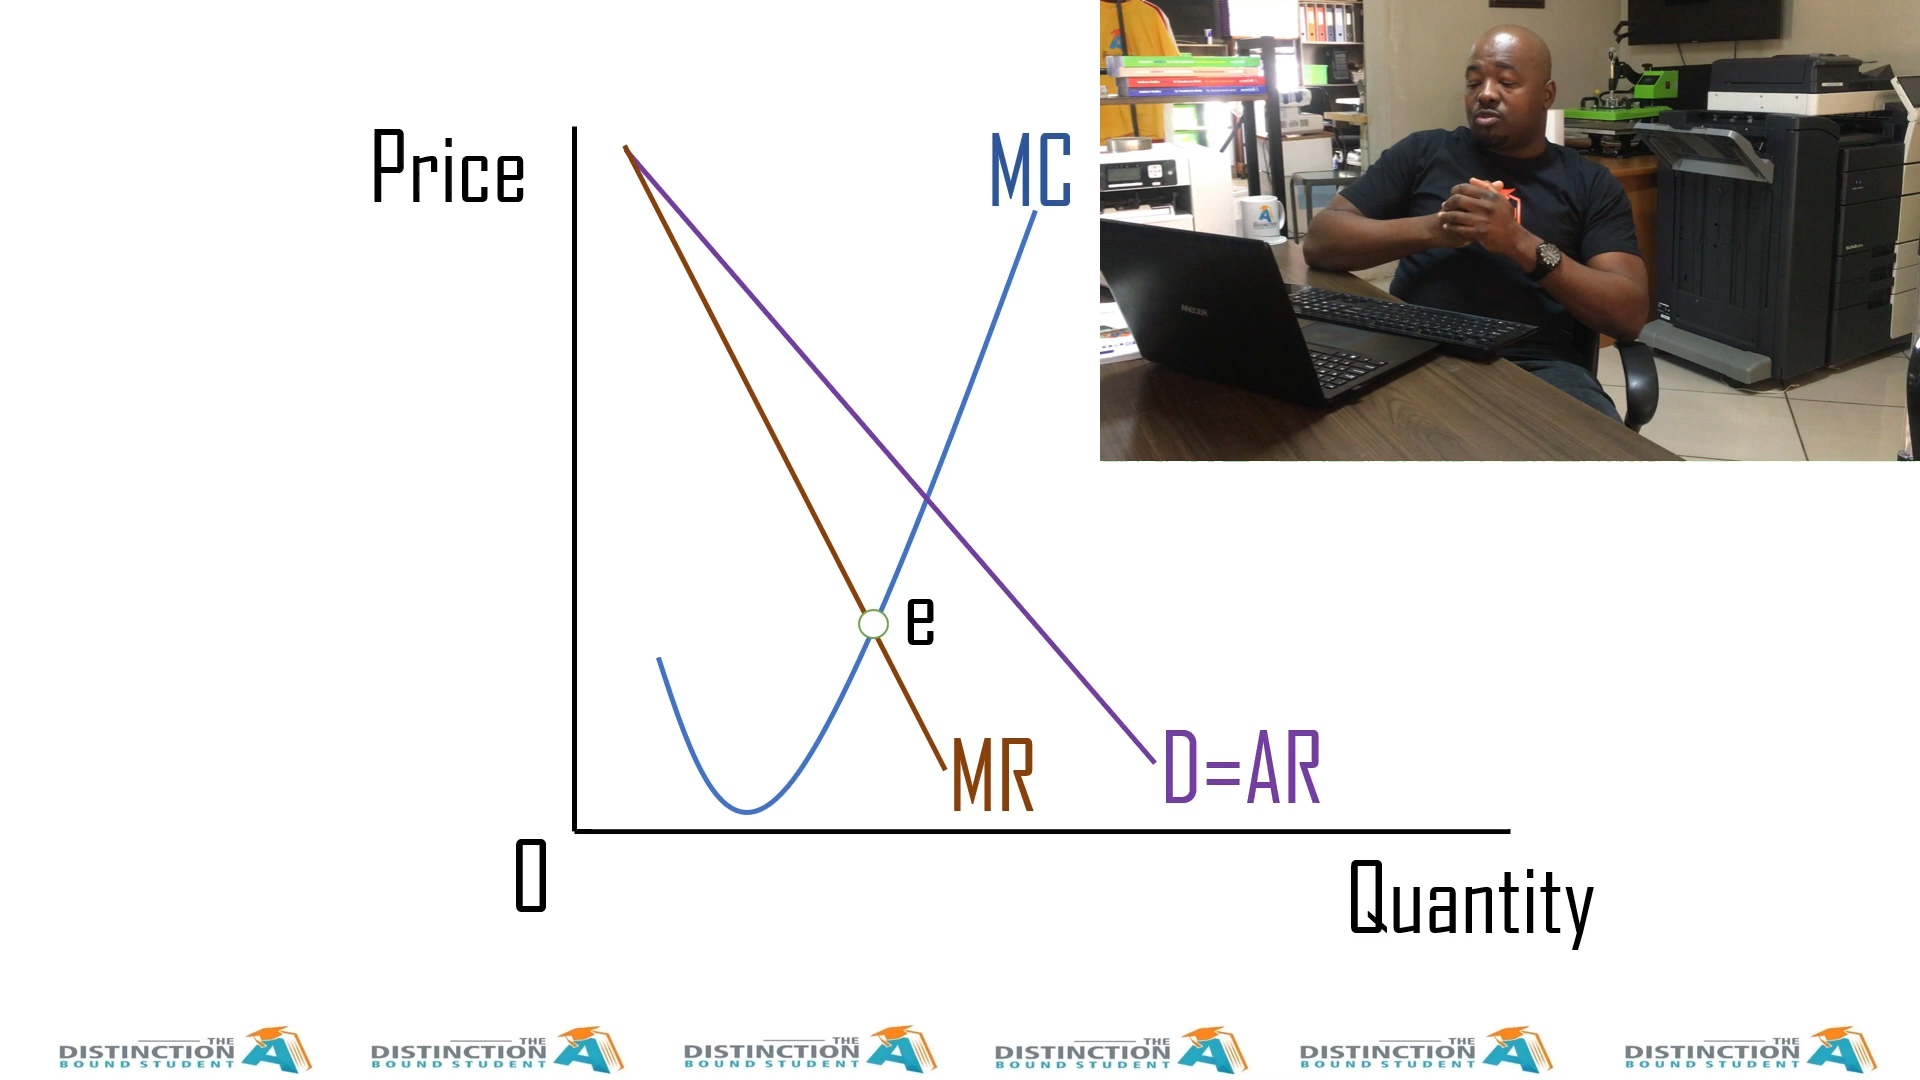 Price
MC
e
MR
D=AR
0
Quantity
THE
DISTINCTION
BOUND STUDENT
THE
DISTINCTION
BOUND STUDENT
THE
DISTINCTION
BOUND STUDENT
THE
DISTINCTION
BOUND STUDENT
THE
DISTINCTION
BOUND STUDENT
THE
DISTINCTION
BOUND STUDENT